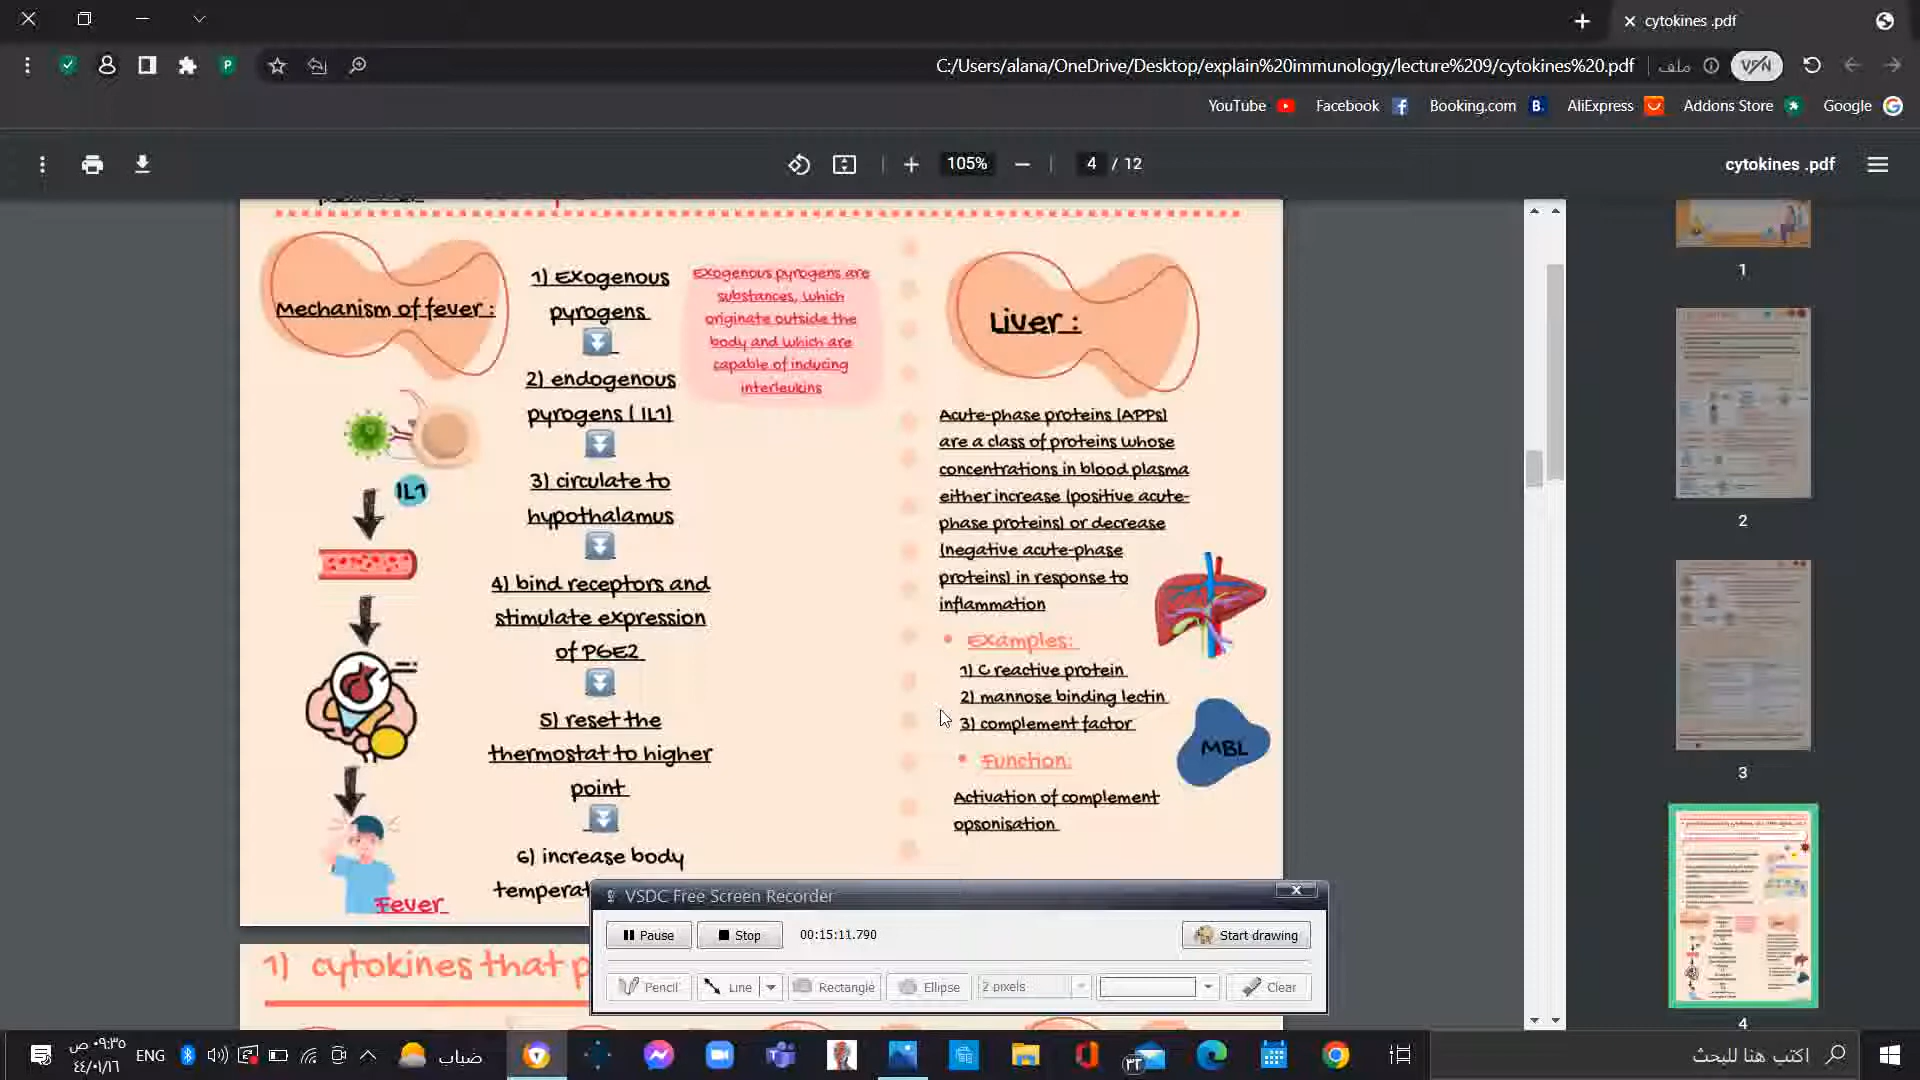 cytokines .pdf
C:/Users/alana/OneDrive/Desktop/explain%20immunology/lecture%209/cytokines%20.pdf
ملف
VPN
YouTube
Facebook
Booking.com
AliExpress
Addons Store
Google
105%
4 / 12
cytokines .pdf
Mechanism of fever :
1) Exogenous
pyrogens
2) endogenous
pyrogens ( IL1)
3) circulate to
hypothalamus
4) bind receptors and
stimulate expression
of PGE2
5) reset the
thermostat to higher
point
6) increase body
temperat
Exogenous pyrogens are
substances, which
originate outside the
body and which are
capable of inducing
interleukins
IL1
Fever
Liver :
Acute-phase proteins (APPs)
are a class of proteins whose
concentrations in blood plasma
either increase (positive acute-
phase proteins) or decrease
(negative acute-phase
proteins) in response to
inflammation
• Examples:
1) C reactive protein
2) mannose binding lectin
3) complement factor
MBL
• Function:
Activation of complement
opsonisation
1) cytokines that p
1
2
3
4
VSDC Free Screen Recorder
Pause
Stop
00:15:11.790
Start drawing
Pencil
Line
Rectangle
Ellipse
2 pixels
Clear
٠٩:٣٥ ص
٤٤/٠١/١٦
ENG
ضباب
٣٢
اكتب هنا للبحث